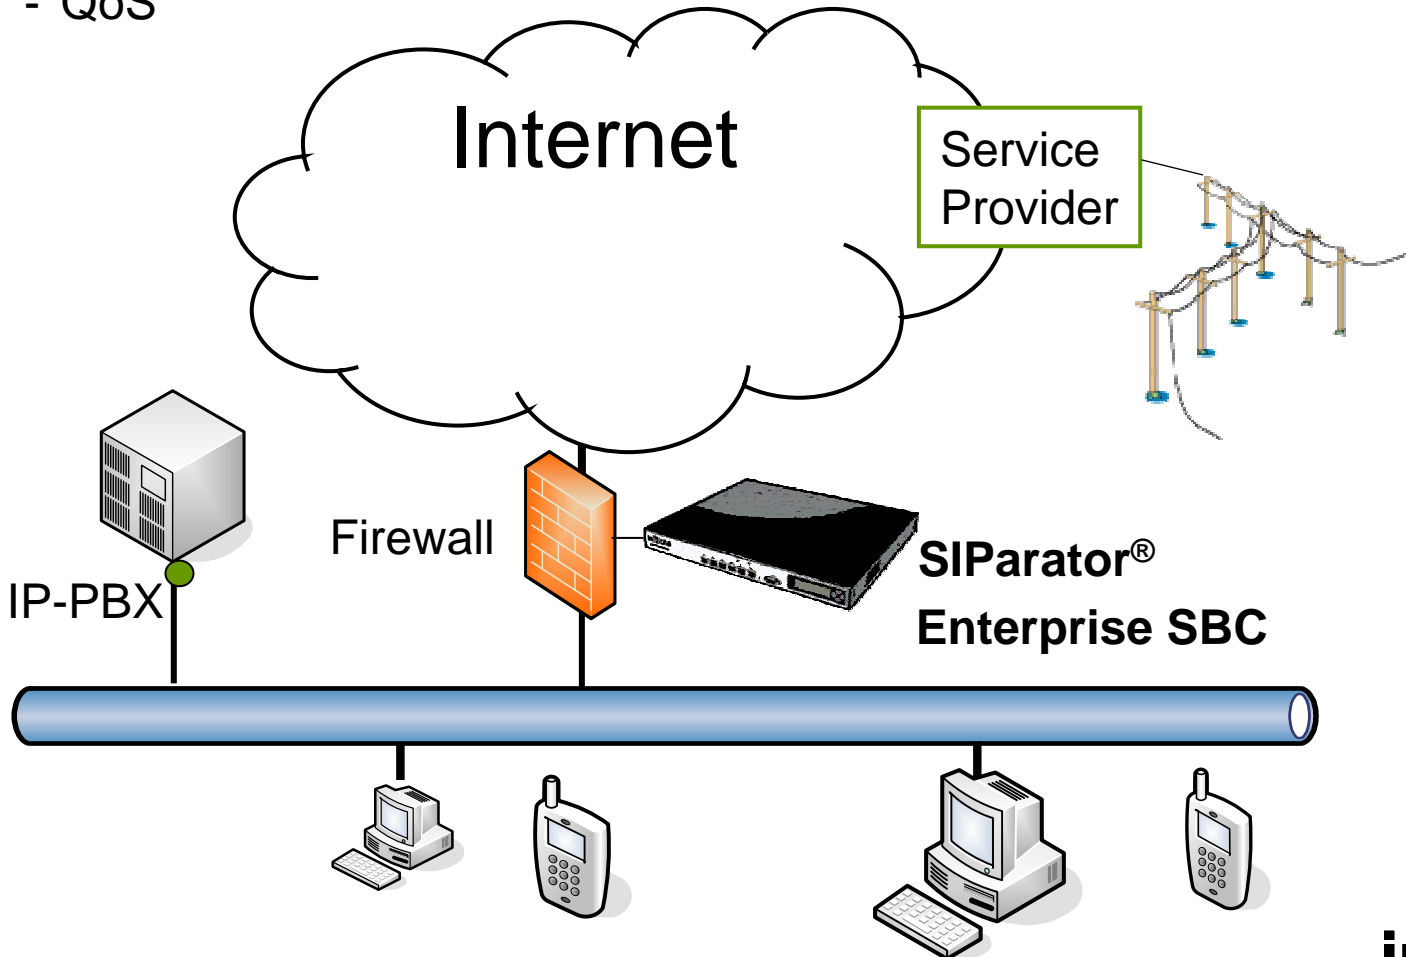 - QoS
Internet
Service
Provider
Firewall
SIParator®
Enterprise SBC
IP-PBX